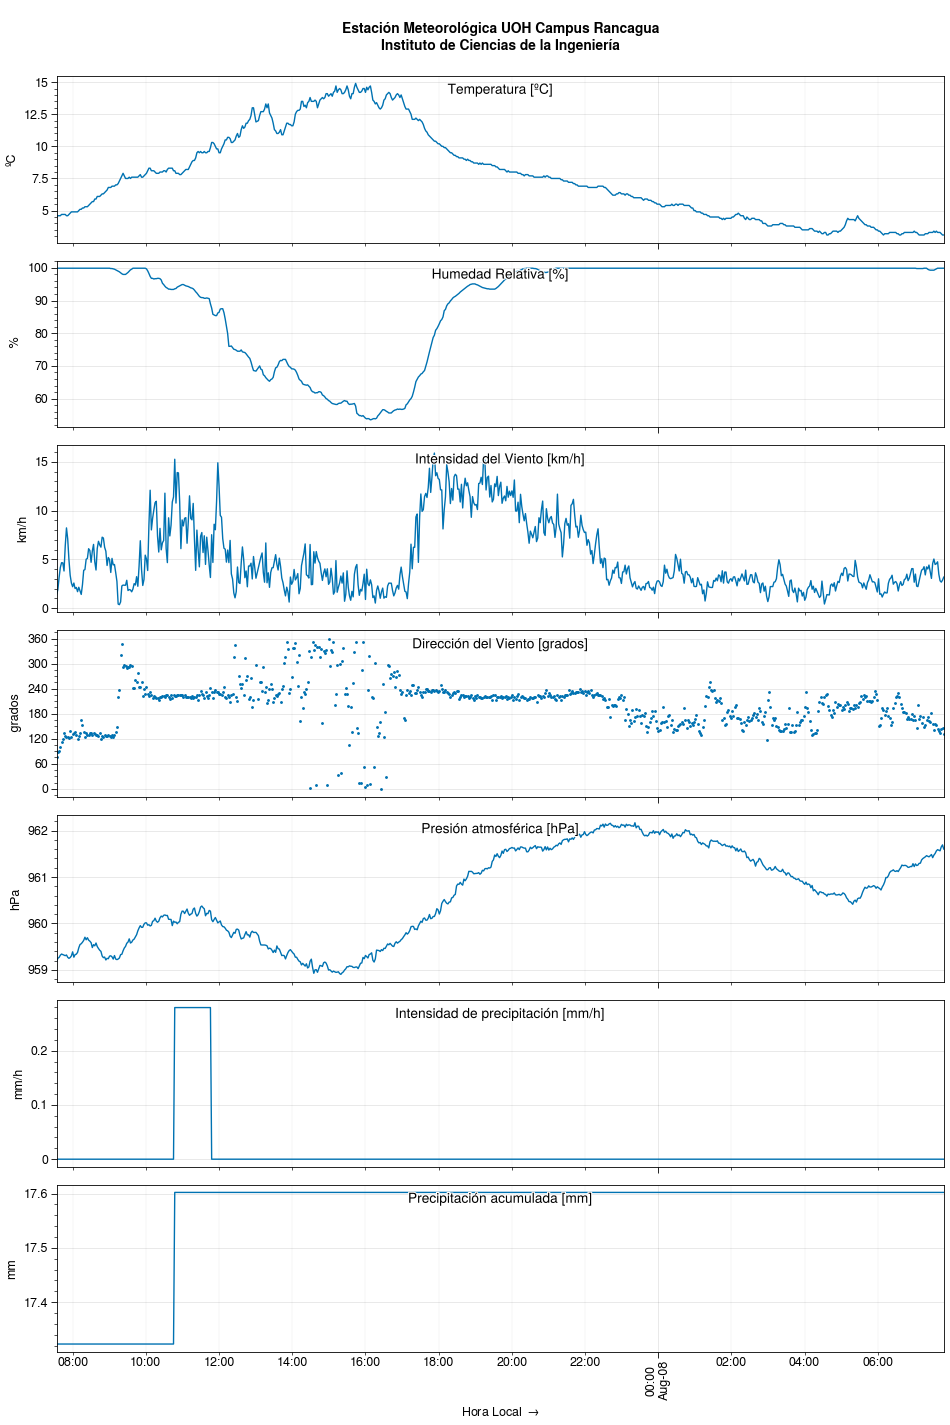 Estación Meteorológica UOH Campus Rancagua
Instituto de Ciencias de la Ingeniería
Temperatura [ºC]
15
12.5
10
7.5
5
ºC
Humedad Relativa [%]
100
90
80
70
60
%
Intensidad del Viento [km/h]
15
10
5
0
km/h
Dirección del Viento [grados]
360
300
240
180
120
60
0
grados
Presión atmosférica [hPa]
962
961
960
959
hPa
Intensidad de precipitación [mm/h]
0.2
0.1
0
mm/h
Precipitación acumulada [mm]
17.6
17.5
17.4
mm
08:00 10:00 12:00 14:00 16:00 18:00 20:00 22:00 00:00 02:00 04:00 06:00
Aug-08
Hora Local →